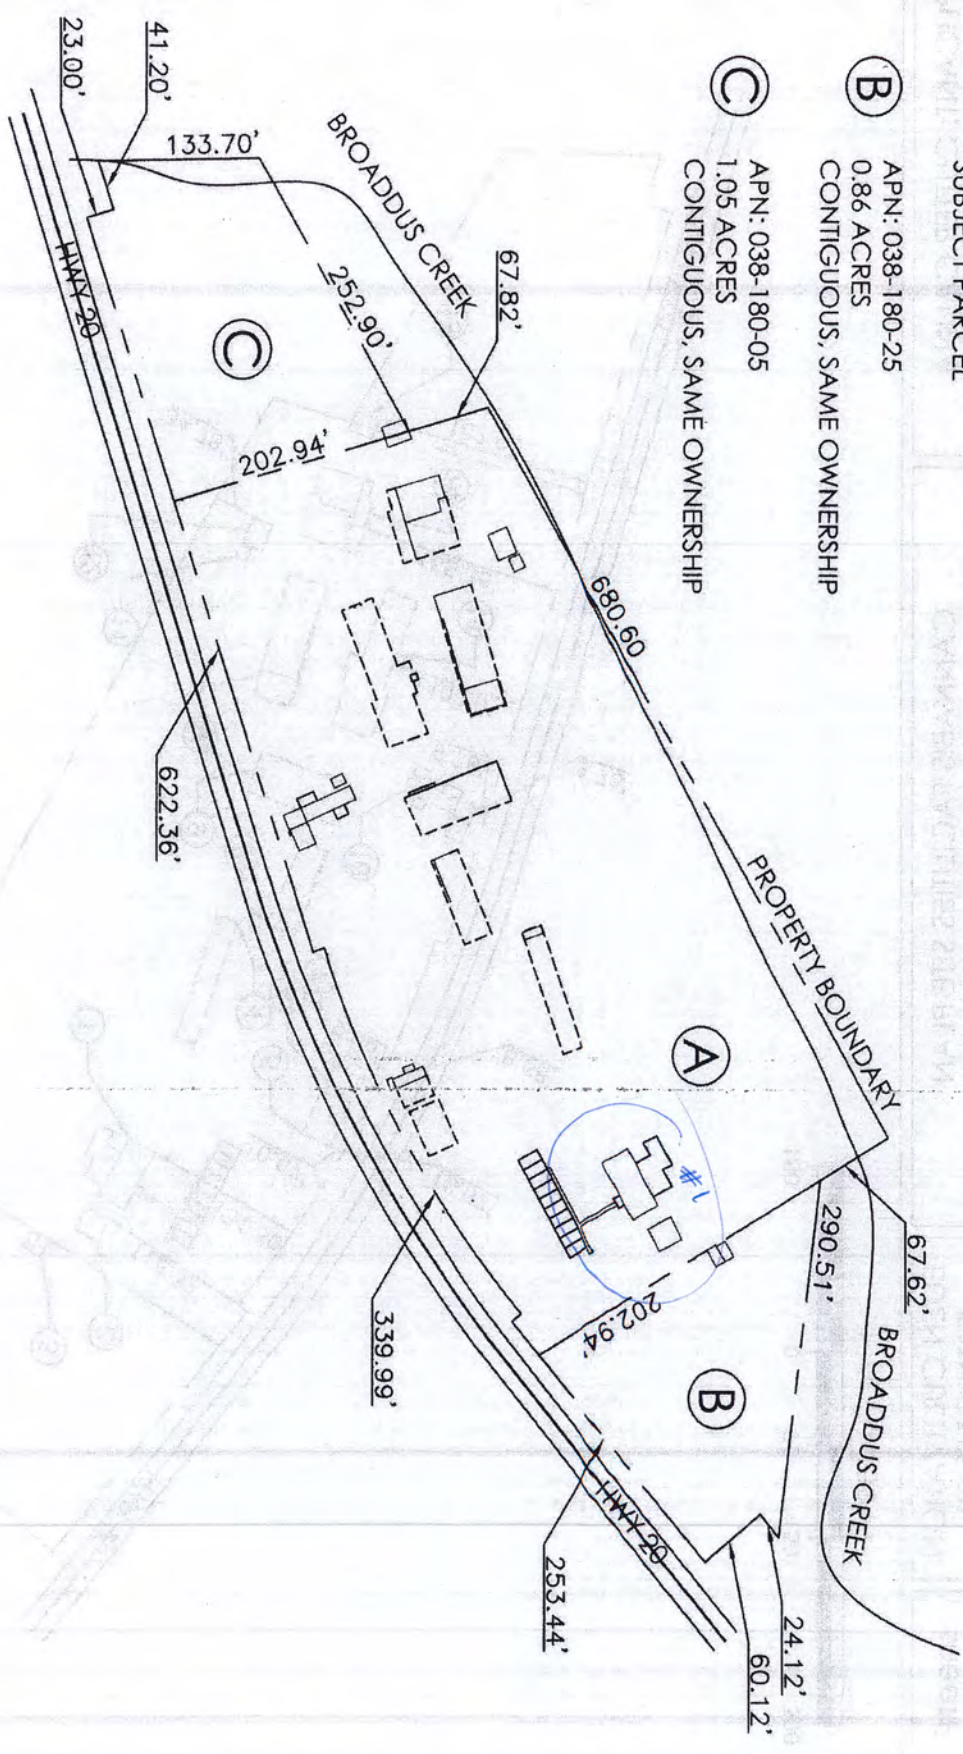 SUBJECT PARCEL
B
APN: 038-180-25
0.86 ACRES
CONTIGUOUS, SAME OWNERSHIP
C
APN: 038-180-05
1.05 ACRES
CONTIGUOUS, SAME OWNERSHIP
23.00'
41.20'
133.70'
BROADDUS CREEK
252.90'
67.82'
HWY 20
C
202.94'
680.60
622.36'
PROPERTY BOUNDARY
A
#1
67.62'
290.51'
BROADDUS CREEK
202.94'
339.99'
B
HWY 20
253.44'
24.12'
60.12'